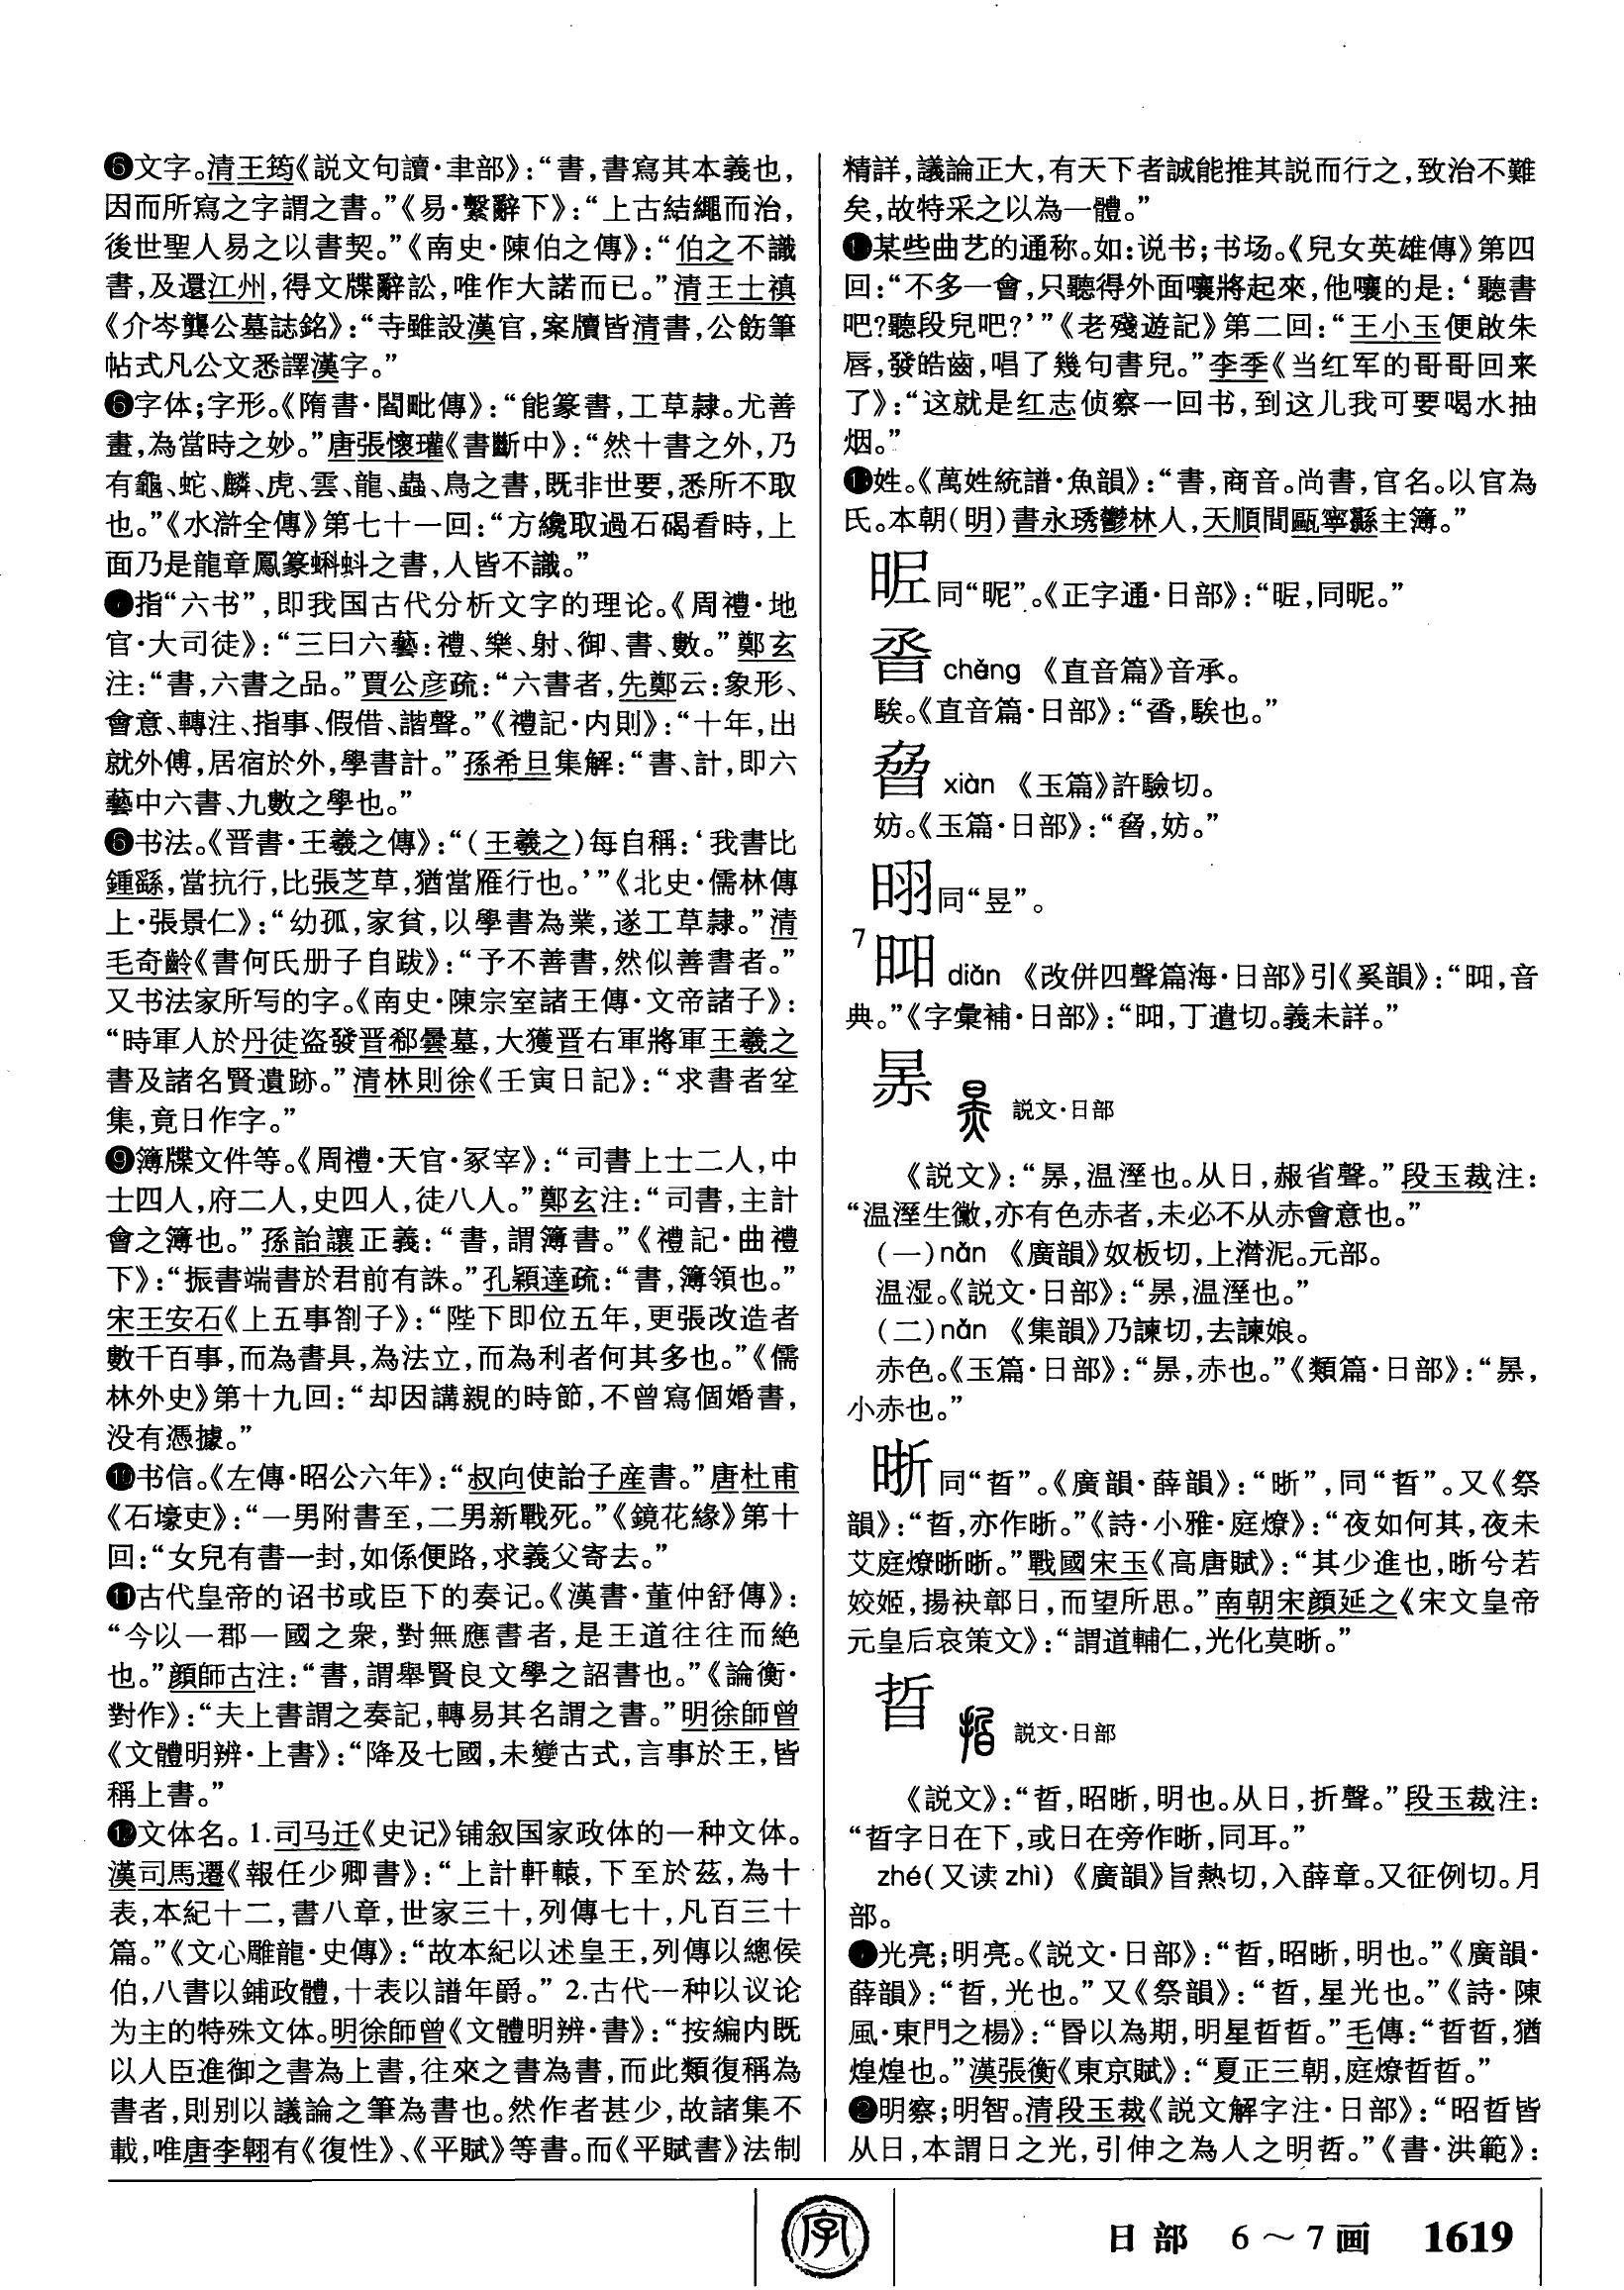 ❺文字。清王筠《説文句讀·聿部》：“書，書寫其本義也，
因而所寫之字謂之書。”《易·繫辭下》：“上古結繩而治，
後世聖人易之以書契。”《南史·陳伯之傳》：“伯之不識
書，及還江州，得文牒辭訟，唯作大諾而已。”清王士禛
《介岑龔公墓誌銘》：“寺雖設漢官，案牘皆清書，公飭筆
帖式凡公文悉譯漢字。”
❻字体；字形。《隋書·閻毗傳》：“能篆書，工草隸。尤善
畫，為當時之妙。”唐張懷瓘《書斷中》：“然十書之外，乃
有龜、蛇、麟、虎、雲、龍、蟲、鳥之書，既非世要，悉所不取
也。”《水滸全傳》第七十一回：“方纔取過石碣看時，上
面乃是龍章鳳篆蝌蚪之書，人皆不識。”
❼指“六书”，即我国古代分析文字的理论。《周禮·地
官·大司徒》：“三曰六藝：禮、樂、射、御、書、數。”鄭玄
注：“書，六書之品。”賈公彦疏：“六書者，先鄭云：象形、
會意、轉注、指事、假借、諧聲。”《禮記·内則》：“十年，出
就外傅，居宿於外，學書計。”孫希旦集解：“書、計，即六
藝中六書、九數之學也。”
❽书法。《晋書·王羲之傳》：“（王羲之）每自稱：‘我書比
鍾繇，當抗行，比張芝草，猶當雁行也。’”《北史·儒林傳
上·張景仁》：“幼孤，家貧，以學書為業，遂工草隸。”清
毛奇齡《書何氏册子自跋》：“予不善書，然似善書者。”
又书法家所写的字。《南史·陳宗室諸王傳·文帝諸子》：
“時軍人於丹徒盗發晋郗曇墓，大獲晋右軍將軍王羲之
書及諸名賢遺跡。”清林則徐《壬寅日記》：“求書者坌
集，竟日作字。”
❾簿牒文件等。《周禮·天官·冢宰》：“司書上士二人，中
士四人，府二人，史四人，徒八人。”鄭玄注：“司書，主計
會之簿也。”孫詒讓正義：“書，謂簿書。”《禮記·曲禮
下》：“振書端書於君前有誅。”孔穎達疏：“書，簿領也。”
宋王安石《上五事劄子》：“陛下即位五年，更張改造者
數千百事，而為書具，為法立，而為利者何其多也。”《儒
林外史》第十九回：“却因講親的時節，不曾寫個婚書，
没有憑據。”
❿书信。《左傳·昭公六年》：“叔向使詒子産書。”唐杜甫
《石壕吏》：“一男附書至，二男新戰死。”《鏡花緣》第十
回：“女兒有書一封，如係便路，求義父寄去。”
⓫古代皇帝的诏书或臣下的奏记。《漢書·董仲舒傳》：
“今以一郡一國之衆，對無應書者，是王道往往而絶
也。”顔師古注：“書，謂舉賢良文學之詔書也。”《論衡·
對作》：“夫上書謂之奏記，轉易其名謂之書。”明徐師曾
《文體明辨·上書》：“降及七國，未變古式，言事於王，皆
稱上書。”
⓬文体名。1.司马迁《史记》铺叙国家政体的一种文体。
漢司馬遷《報任少卿書》：“上計軒轅，下至於茲，為十
表，本紀十二，書八章，世家三十，列傳七十，凡百三十
篇。”《文心雕龍·史傳》：“故本紀以述皇王，列傳以總侯
伯，八書以鋪政體，十表以譜年爵。”2.古代一种以议论
为主的特殊文体。明徐師曾《文體明辨·書》：“按編内既
以人臣進御之書為上書，往來之書為書，而此類復稱為
書者，則别以議論之筆為書也。然作者甚少，故諸集不
載，唯唐李翱有《復性》、《平賦》等書。而《平賦書》法制
精詳，議論正大，有天下者誠能推其説而行之，致治不難
矣，故特采之以為一體。”
⓭某些曲艺的通称。如：说书；书场。《兒女英雄傳》第四
回：“不多一會，只聽得外面嚷將起來，他嚷的是：‘聽書
吧？聽段兒吧？’”《老殘遊記》第二回：“王小玉便啟朱
唇，發皓齒，唱了幾句書兒。”李季《当红军的哥哥回来
了》：“这就是红志侦察一回书，到这儿我可要喝水抽
烟。”
⓮姓。《萬姓統譜·魚韻》：“書，商音。尚書，官名。以官為
氏。本朝（明）書永琇鬱林人，天順間甌寧縣主簿。”
昵 同“昵”。《正字通·日部》：“昵，同昵。”
chěng 《直音篇》音承。
騃。《直音篇·日部》：“，騃也。”
xiàn 《玉篇》許驗切。
妨。《玉篇·日部》：“，妨。”
同“昱”。
7 diǎn 《改併四聲篇海·日部》引《奚韻》：“，音
典。”《字彙補·日部》：“，丁遣切。義未詳。”
㬮 説文·日部
《説文》：“㬮，温溼也。从日，赧省聲。”段玉裁注：
“温溼生黴，亦有色赤者，未必不从赤會意也。”
（一）nǎn 《廣韻》奴板切，上潸泥。元部。
温湿。《説文·日部》：“㬮，温溼也。”
（二）nǎn 《集韻》乃諫切，去諫娘。
赤色。《玉篇·日部》：“㬮，赤也。”《類篇·日部》：“㬮，
小赤也。”
晣 同“晢”。《廣韻·薛韻》：“晣”，同“晢”。又《祭
韻》：“晢，亦作晣。”《詩·小雅·庭燎》：“夜如何其，夜未
艾庭燎晣晣。”戰國宋玉《高唐賦》：“其少進也，晣兮若
姣姬，揚袂鄣日，而望所思。”南朝宋顔延之《宋文皇帝
元皇后哀策文》：“謂道輔仁，光化莫晣。”
晢 説文·日部
《説文》：“晢，昭晣，明也。从日，折聲。”段玉裁注：
“晢字日在下，或日在旁作晣，同耳。”
zhé（又读zhì） 《廣韻》旨熱切，入薛章。又征例切。月
部。
❶光亮；明亮。《説文·日部》：“晢，昭晣，明也。”《廣韻·
薛韻》：“晢，光也。”又《祭韻》：“晢，星光也。”《詩·陳
風·東門之楊》：“昏以為期，明星晢晢。”毛傳：“晢晢，猶
煌煌也。”漢張衡《東京賦》：“夏正三朝，庭燎晢晢。”
❷明察；明智。清段玉裁《説文解字注·日部》：“昭晢皆
从日，本謂日之光，引伸之為人之明哲。”《書·洪範》：
字
日部 6～7画 1619